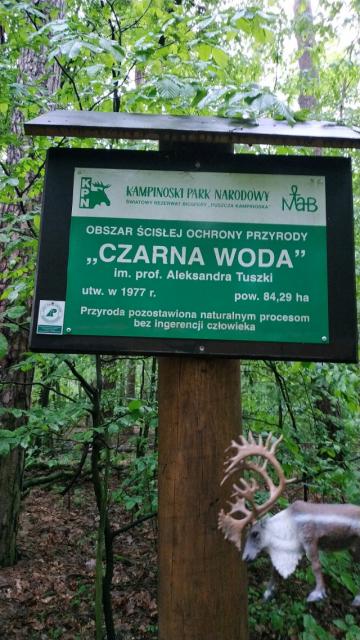 KPN
KAMPINOSKI PARK NARODOWY
ŚWIATOWY REZERWAT BIOSFERY „PUSZCZA KAMPINOSKA”
MaB
OBSZAR ŚCISŁEJ OCHRONY PRZYRODY
„CZARNA WODA”
im. prof. Aleksandra Tuszki
utw. w 1977 r. pow. 84,29 ha
Przyroda pozostawiona naturalnym procesom
bez ingerencji człowieka